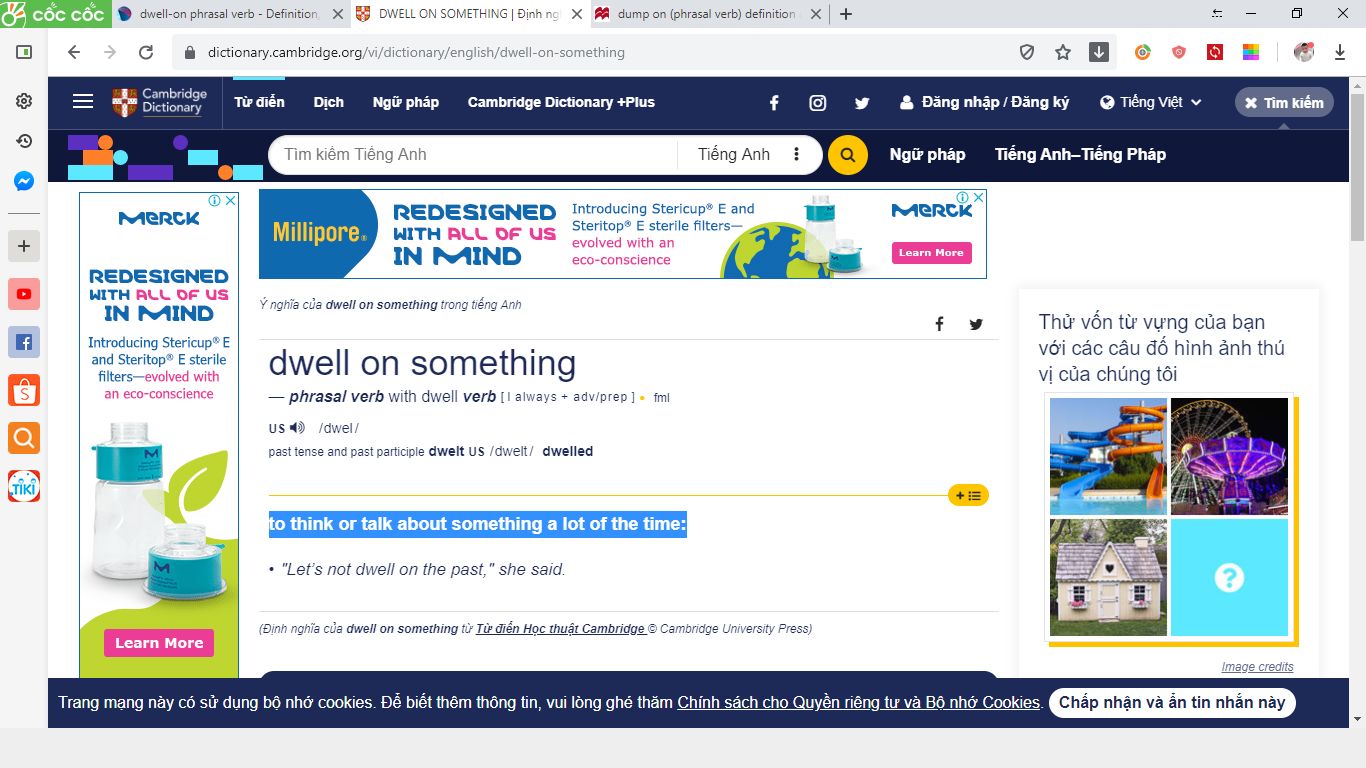 cốc cốc
dwell-on phrasal verb - Definition,
DWELL ON SOMETHING | Định ngh
dump on (phrasal verb) definition a
dictionary.cambridge.org/vi/dictionary/english/dwell-on-something
Cambridge
Dictionary
Từ điển
Dịch
Ngữ pháp
Cambridge Dictionary +Plus
Đăng nhập / Đăng ký
Tiếng Việt
Tìm kiếm
Tìm kiếm Tiếng Anh
Tiếng Anh
Ngữ pháp
Tiếng Anh–Tiếng Pháp
MERCK
REDESIGNED
WITH ALL OF US
IN MIND
Introducing Stericup® E
and Steritop® E sterile
filters—evolved with
an eco-conscience
Learn More
Millipore®
REDESIGNED
WITH ALL OF US
IN MIND
Introducing Stericup® E and
Steritop® E sterile filters—
evolved with an
eco-conscience
MERCK
Learn More
Ý nghĩa của dwell on something trong tiếng Anh
dwell on something
— phrasal verb with dwell verb [ I always + adv/prep ] fml
US /dwel/
past tense and past participle dwelt US /dwelt/ dwelled
to think or talk about something a lot of the time:
• "Let's not dwell on the past," she said.
(Định nghĩa của dwell on something từ Từ điển Học thuật Cambridge © Cambridge University Press)
Thử vốn từ vựng của bạn
với các câu đố hình ảnh thú
vị của chúng tôi
?
Image credits
TIKI
Trang mạng này có sử dụng bộ nhớ cookies. Để biết thêm thông tin, vui lòng ghé thăm Chính sách cho Quyền riêng tư và Bộ nhớ Cookies. Chấp nhận và ẩn tin nhắn này